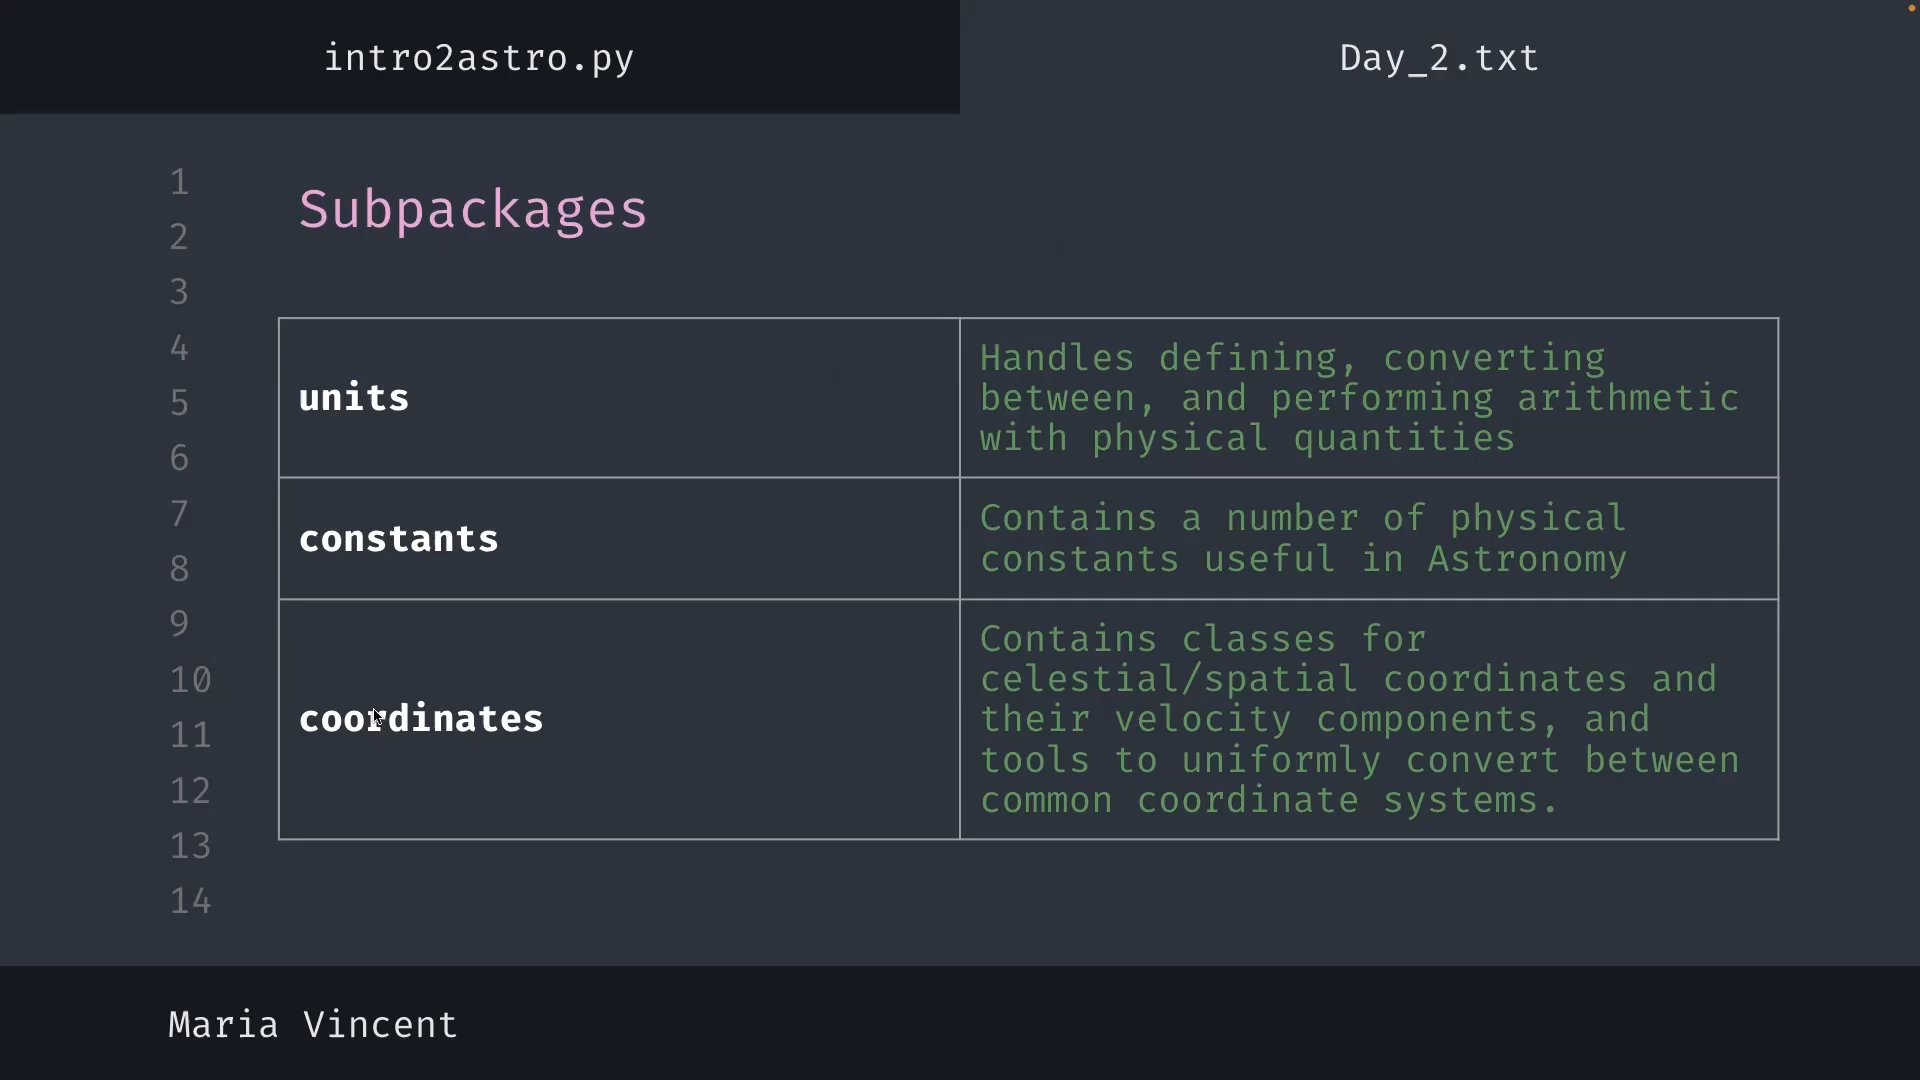 intro2astro.py
Day_2.txt
1
2
3
4
5
6
7
8
9
10
11
12
13
14
Subpackages
units
Handles defining, converting
between, and performing arithmetic
with physical quantities
constants
Contains a number of physical
constants useful in Astronomy
coordinates
Contains classes for
celestial/spatial coordinates and
their velocity components, and
tools to uniformly convert between
common coordinate systems.
Maria Vincent